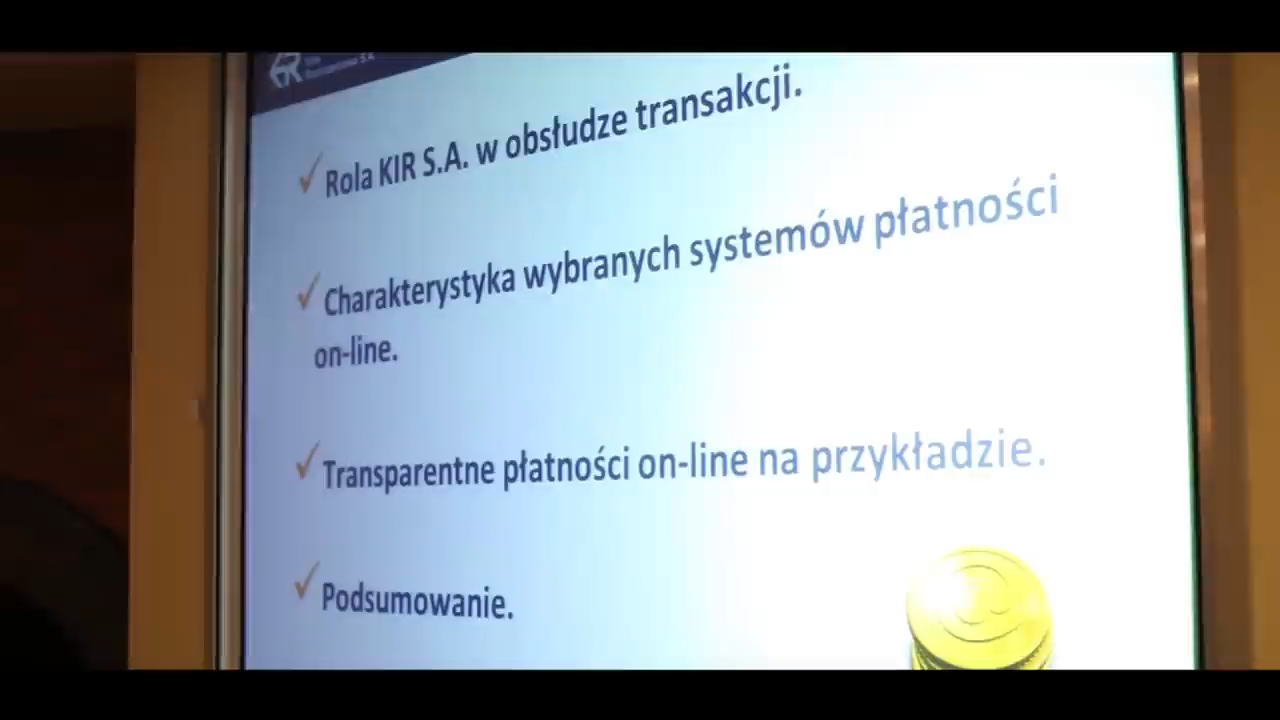 Rola KIR S.A. w obsłudze transakcji.
Charakterystyka wybranych systemów płatności
on-line.
Transparentne płatności on-line na przykładzie.
Podsumowanie.